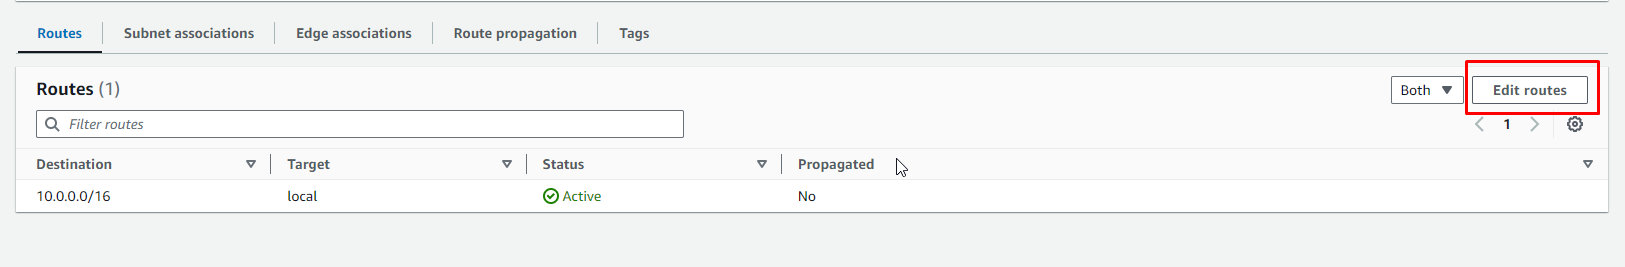 Routes Subnet associations Edge associations Route propagation Tags
Routes (1) Both Edit routes
Filter routes 1
Destination Target Status Propagated
10.0.0.0/16 local Active No